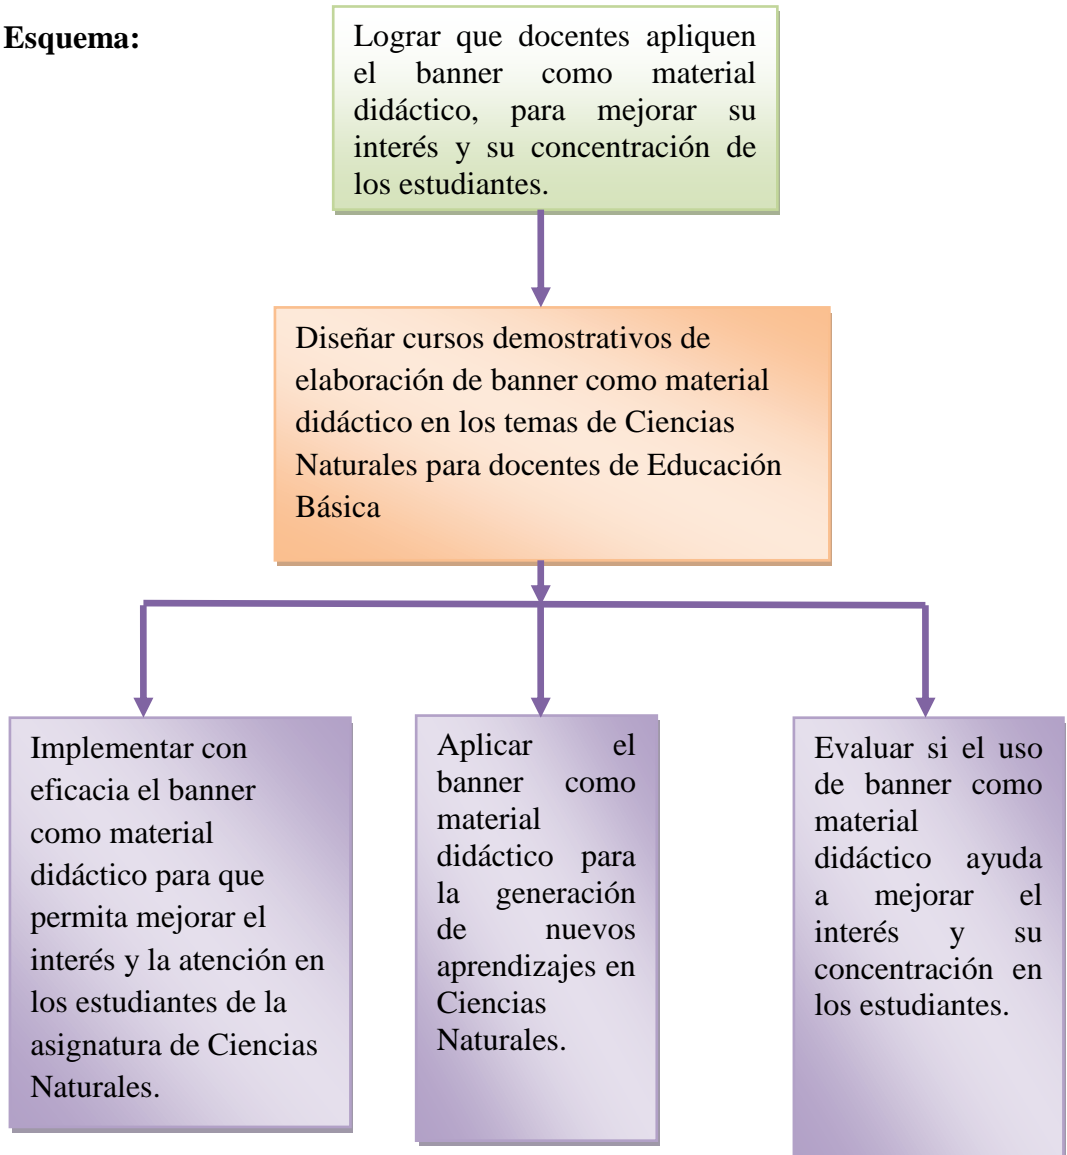 Esquema:
Lograr que docentes apliquen
el banner como material
didáctico, para mejorar su
interés y su concentración de
los estudiantes.
Diseñar cursos demostrativos de
elaboración de banner como material
didáctico en los temas de Ciencias
Naturales para docentes de Educación
Básica
Implementar con
eficacia el banner
como material
didáctico para que
permita mejorar el
interés y la atención en
los estudiantes de la
asignatura de Ciencias
Naturales.
Aplicar el
banner como
material
didáctico para
la generación
de nuevos
aprendizajes en
Ciencias
Naturales.
Evaluar si el uso
de banner como
material
didáctico ayuda
a mejorar el
interés y su
concentración en
los estudiantes.